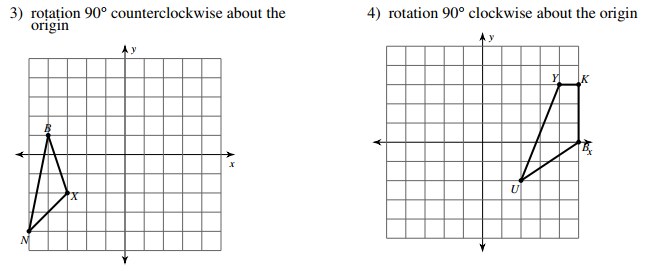 3) rotation 90° counterclockwise about the
origin
y
B
x
X
N
4) rotation 90° clockwise about the origin
y
Y
K
B
x
U